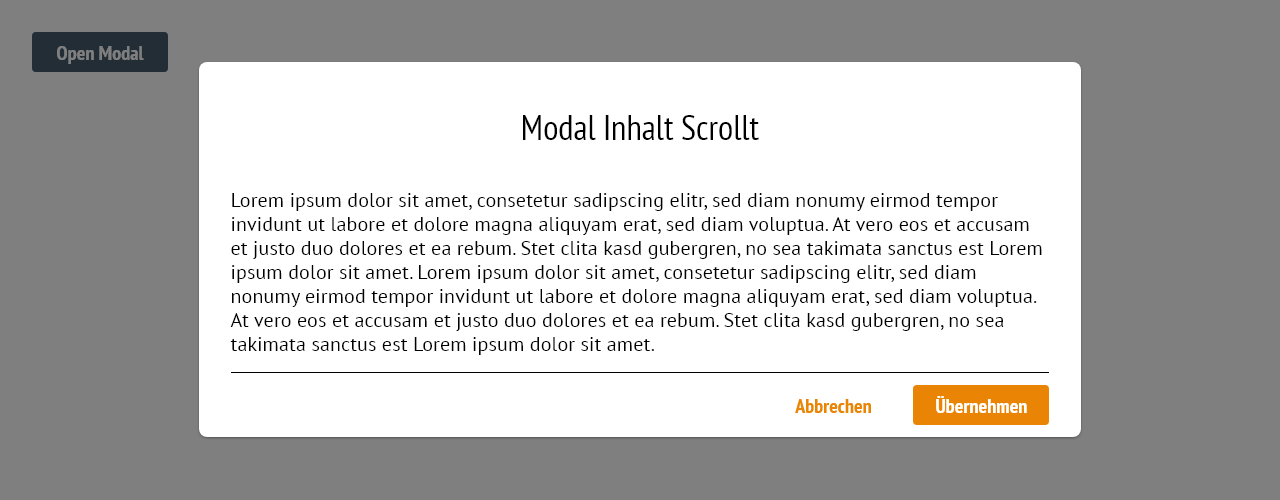 Open Modal
Modal Inhalt Scrollt
Lorem ipsum dolor sit amet, consetetur sadipscing elitr, sed diam nonumy eirmod tempor
invidunt ut labore et dolore magna aliquyam erat, sed diam voluptua. At vero eos et accusam
et justo duo dolores et ea rebum. Stet clita kasd gubergren, no sea takimata sanctus est Lorem
ipsum dolor sit amet. Lorem ipsum dolor sit amet, consetetur sadipscing elitr, sed diam
nonumy eirmod tempor invidunt ut labore et dolore magna aliquyam erat, sed diam voluptua.
At vero eos et accusam et justo duo dolores et ea rebum. Stet clita kasd gubergren, no sea
takimata sanctus est Lorem ipsum dolor sit amet.
Abbrechen
Übernehmen